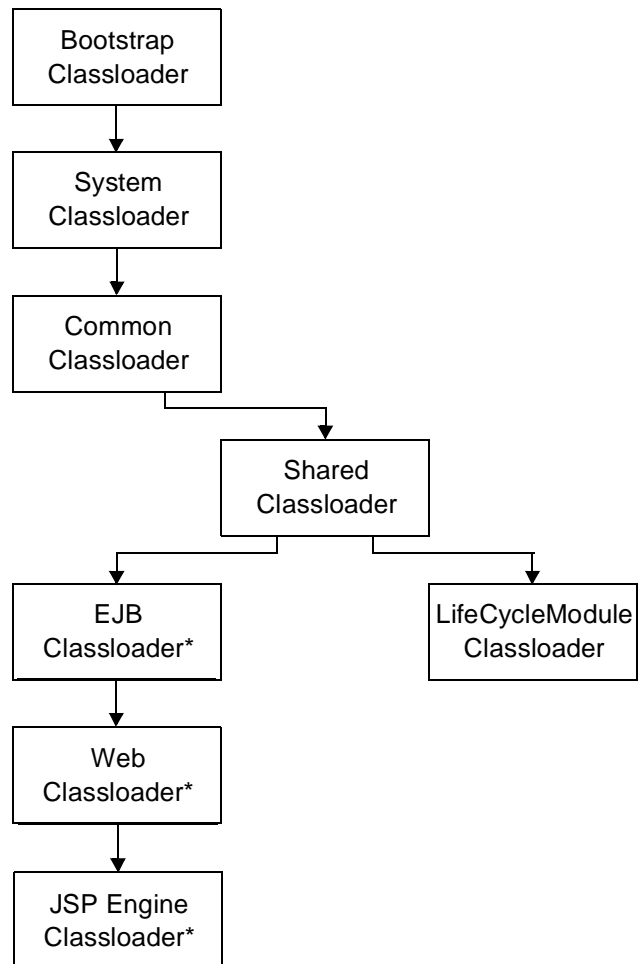 Bootstrap
Classloader
System
Classloader
Common
Classloader
Shared
Classloader
EJB
Classloader*
LifeCycleModule
Classloader
Web
Classloader*
JSP Engine
Classloader*